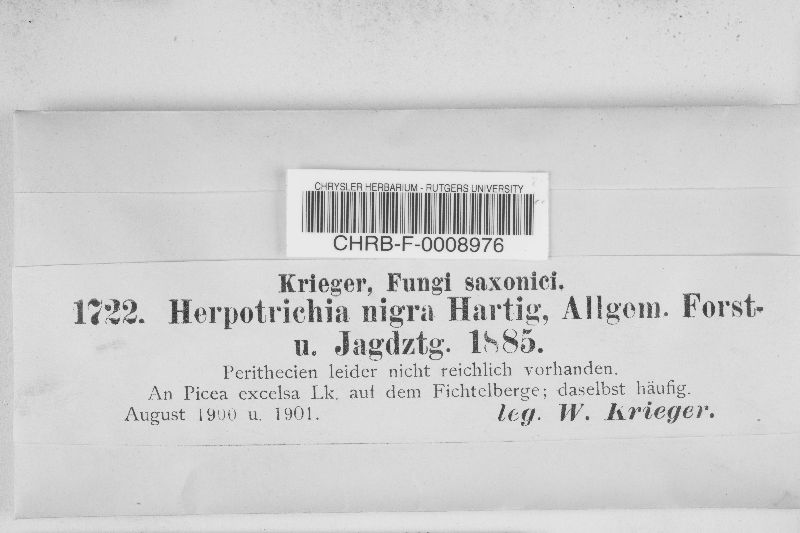 CHRYSLER HERBARIUM - RUTGERS UNIVERSITY
CHRB-F-0008976
Krieger, Fungi saxonici.
1722. Herpotrichia nigra Hartig, Allgem. Forst-
u. Jagdztg. 1885.
Perithecien leider nicht reichlich vorhanden.
An Picea excelsa Lk. auf dem Fichtelberge; daselbst häufig.
August 1900 u. 1901. leg. W. Krieger.